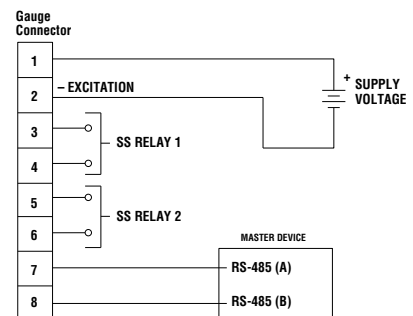 Gauge
Connector
1
+ SUPPLY
VOLTAGE
2
– EXCITATION
3
SS RELAY 1
4
5
SS RELAY 2
6
MASTER DEVICE
7
RS-485 (A)
8
RS-485 (B)